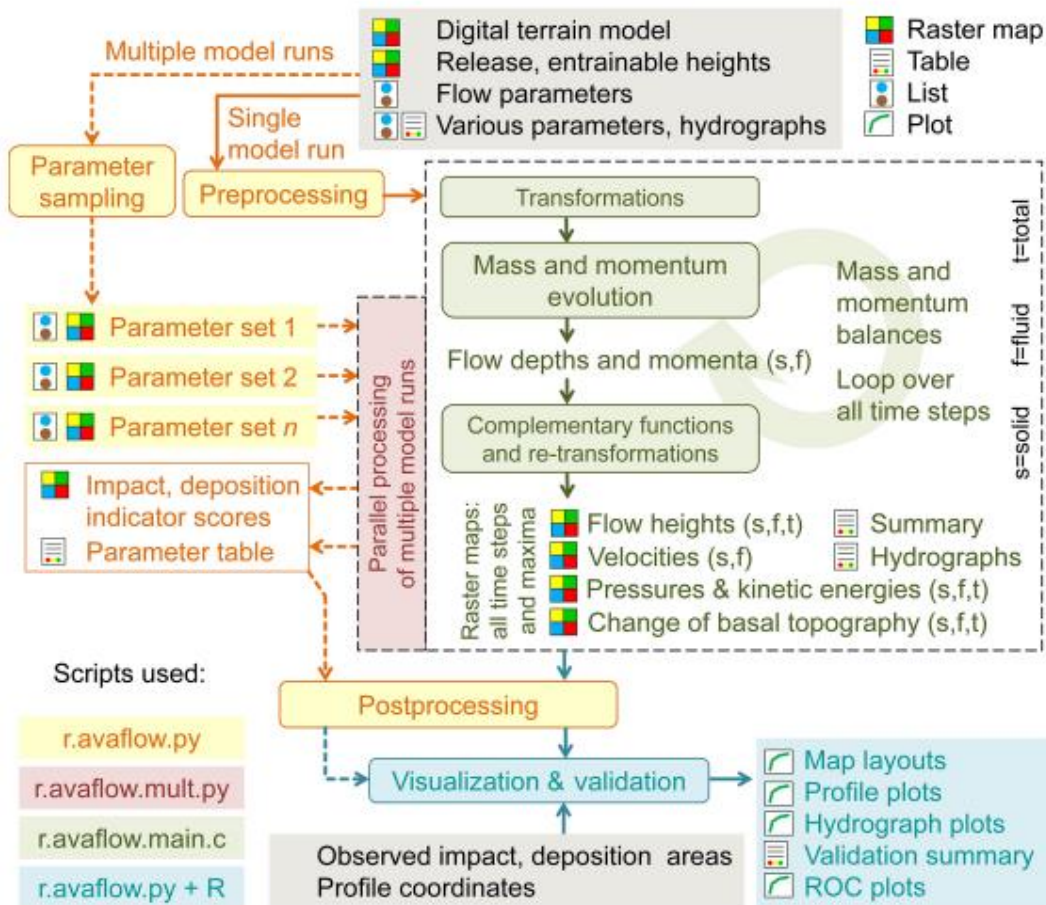 Multiple model runs
Digital terrain model
Release, entrainable heights
Flow parameters
Various parameters, hydrographs
Raster map
Table
List
Plot
Single
model run
Parameter
sampling
Preprocessing
Transformations
Mass and momentum
evolution
Flow depths and momenta (s,f)
Complementary functions
and re-transformations
Mass and
momentum
balances
Loop over
all time steps
s=solid f=fluid t=total
Parameter set 1
Parameter set 2
Parameter set n
Parallel processing
of multiple model runs
Impact, deposition
indicator scores
Parameter table
Raster maps:
all time steps
and maxima
Flow heights (s,f,t)
Velocities (s,f)
Pressures & kinetic energies (s,f,t)
Change of basal topography (s,f,t)
Summary
Hydrographs
Scripts used:
r.avaflow.py
r.avaflow.mult.py
r.avaflow.main.c
r.avaflow.py + R
Postprocessing
Visualization & validation
Observed impact, deposition areas
Profile coordinates
Map layouts
Profile plots
Hydrograph plots
Validation summary
ROC plots